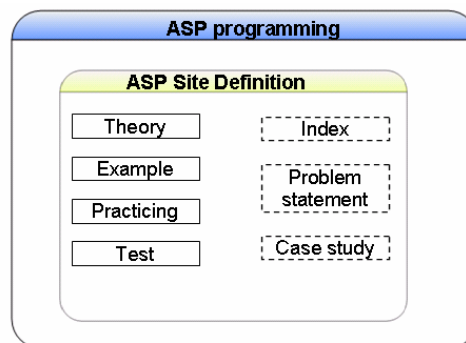 ASP programming
ASP Site Definition
Theory
Example
Practicing
Test
Index
Problem
statement
Case study